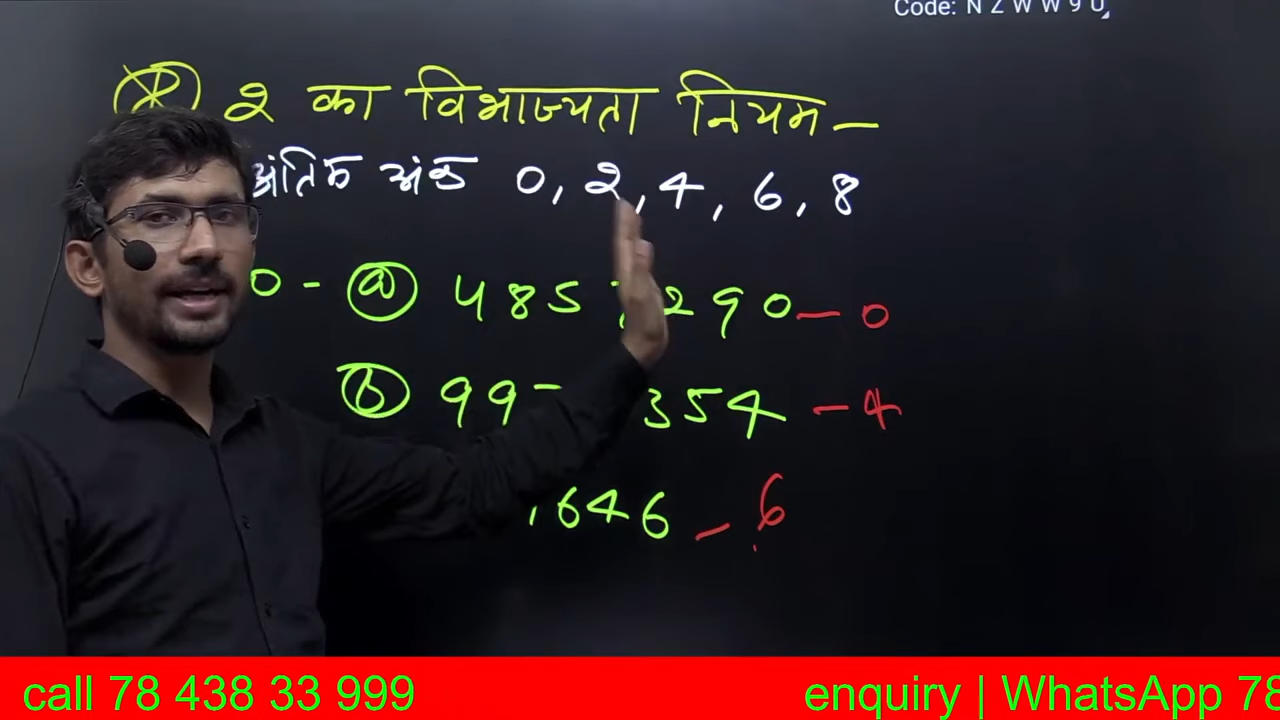 Code: N Z W W 9 U
2 का विभाज्यता नियम –
अंतिम अंक 0, 2, 4, 6, 8
0 - (a) 485 290 — 0
(b) 99 354 — 4
646 — 6
call 78 438 33 999 enquiry | WhatsApp 78